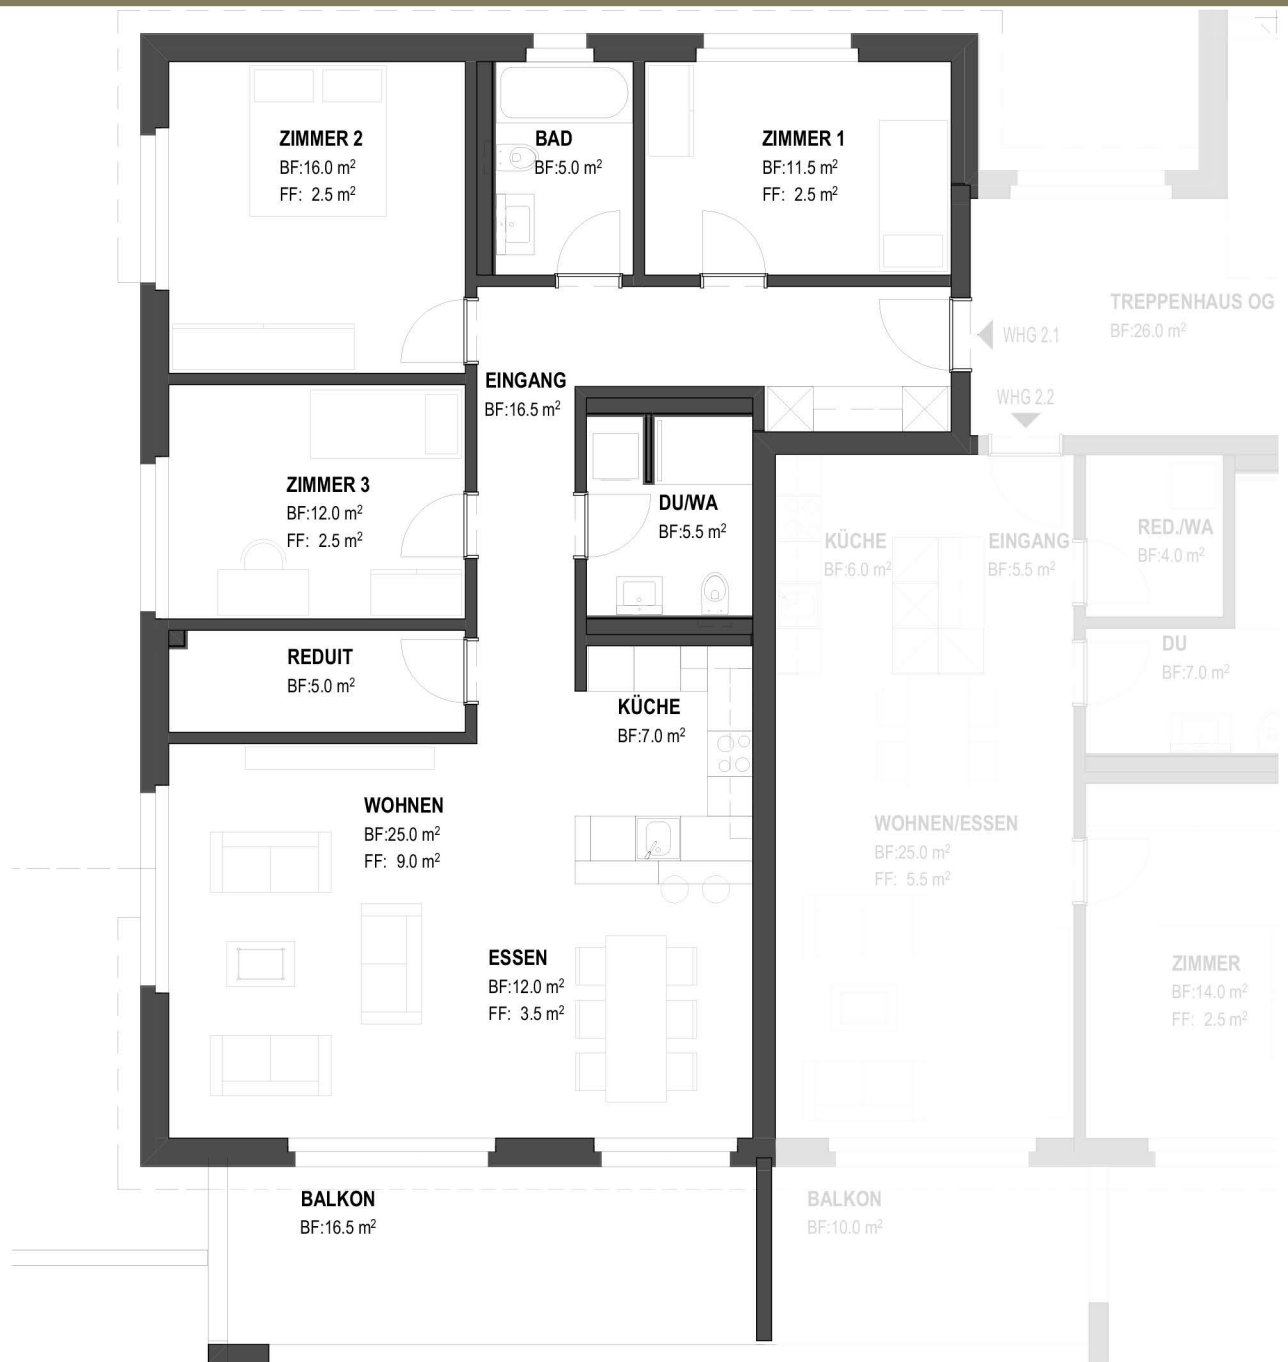 ZIMMER 2
BF:16.0 m²
FF: 2.5 m²
BAD
BF:5.0 m²
ZIMMER 1
BF:11.5 m²
FF: 2.5 m²
TREPPENHAUS OG
BF:26.0 m²
WHG 2.1
WHG 2.2
EINGANG
BF:16.5 m²
ZIMMER 3
BF:12.0 m²
FF: 2.5 m²
DU/WA
BF:5.5 m²
KÜCHE
BF:6.0 m²
EINGANG
BF:5.5 m²
RED./WA
BF:4.0 m²
REDUIT
BF:5.0 m²
DU
BF:7.0 m²
KÜCHE
BF:7.0 m²
WOHNEN
BF:25.0 m²
FF: 9.0 m²
WOHNEN/ESSEN
BF:25.0 m²
FF: 5.5 m²
ESSEN
BF:12.0 m²
FF: 3.5 m²
ZIMMER
BF:14.0 m²
FF: 2.5 m²
BALKON
BF:16.5 m²
BALKON
BF:10.0 m²